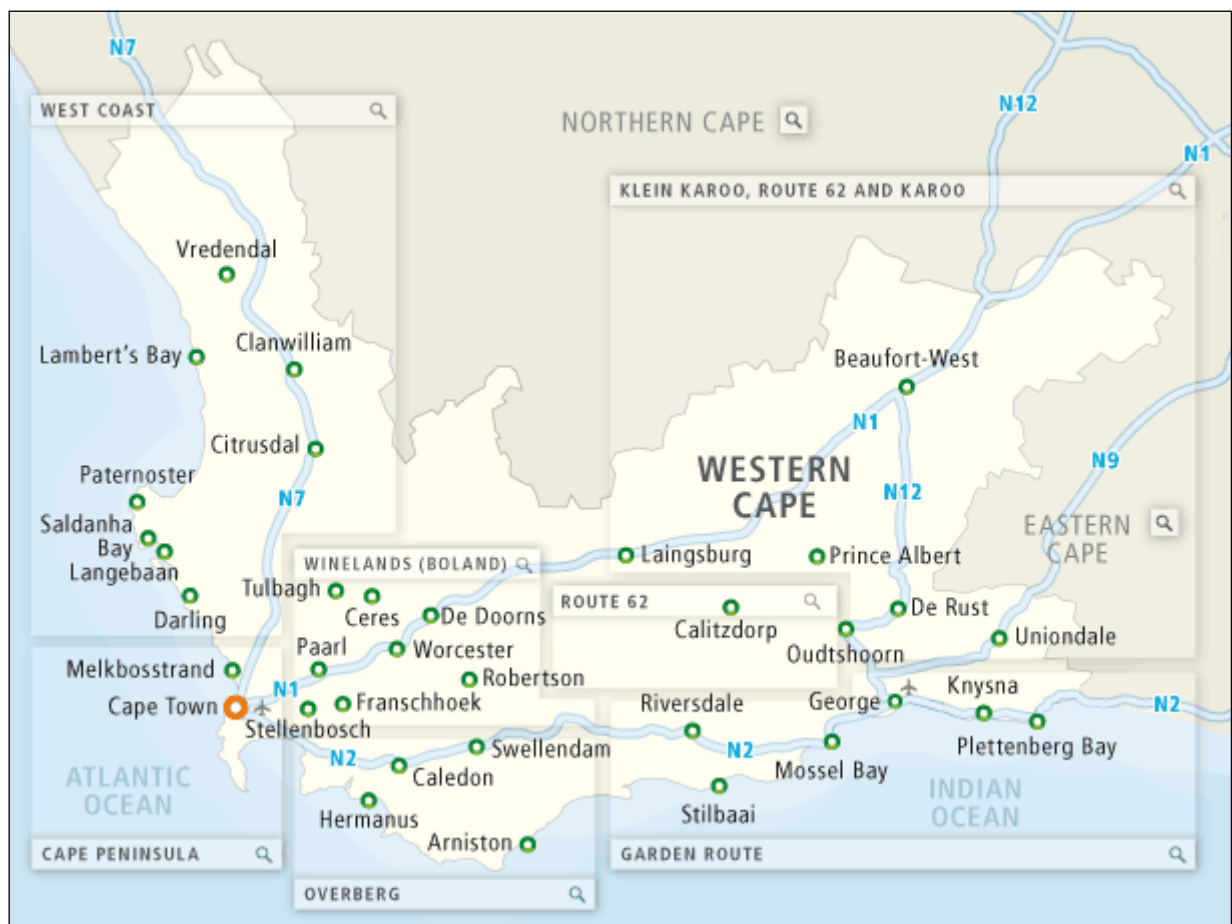 N7
WEST COAST
NORTHERN CAPE
N12
N1
KLEIN KAROO, ROUTE 62 AND KAROO
Vredendal
Lambert's Bay
Clanwilliam
Beaufort-West
N1
Citrusdal
WESTERN
CAPE
N9
Paternoster
N7
N12
Saldanha
Bay
Langebaan
EASTERN
CAPE
WINELANDS (BOLAND)
Laingsburg
Prince Albert
Tulbagh
Ceres
Darling
ROUTE 62
De Doorns
Calitzdorp
De Rust
Paarl
Worcester
Oudtshoorn
Uniondale
Melkbosstrand
Robertson
N1
Cape Town
Franschhoek
Riversdale
George
Knysna
N2
Stellenbosch
Swellendam
N2
N2
Plettenberg Bay
Caledon
Mossel Bay
ATLANTIC
OCEAN
INDIAN
OCEAN
Hermanus
Stilbaai
Arniston
CAPE PENINSULA
GARDEN ROUTE
OVERBERG